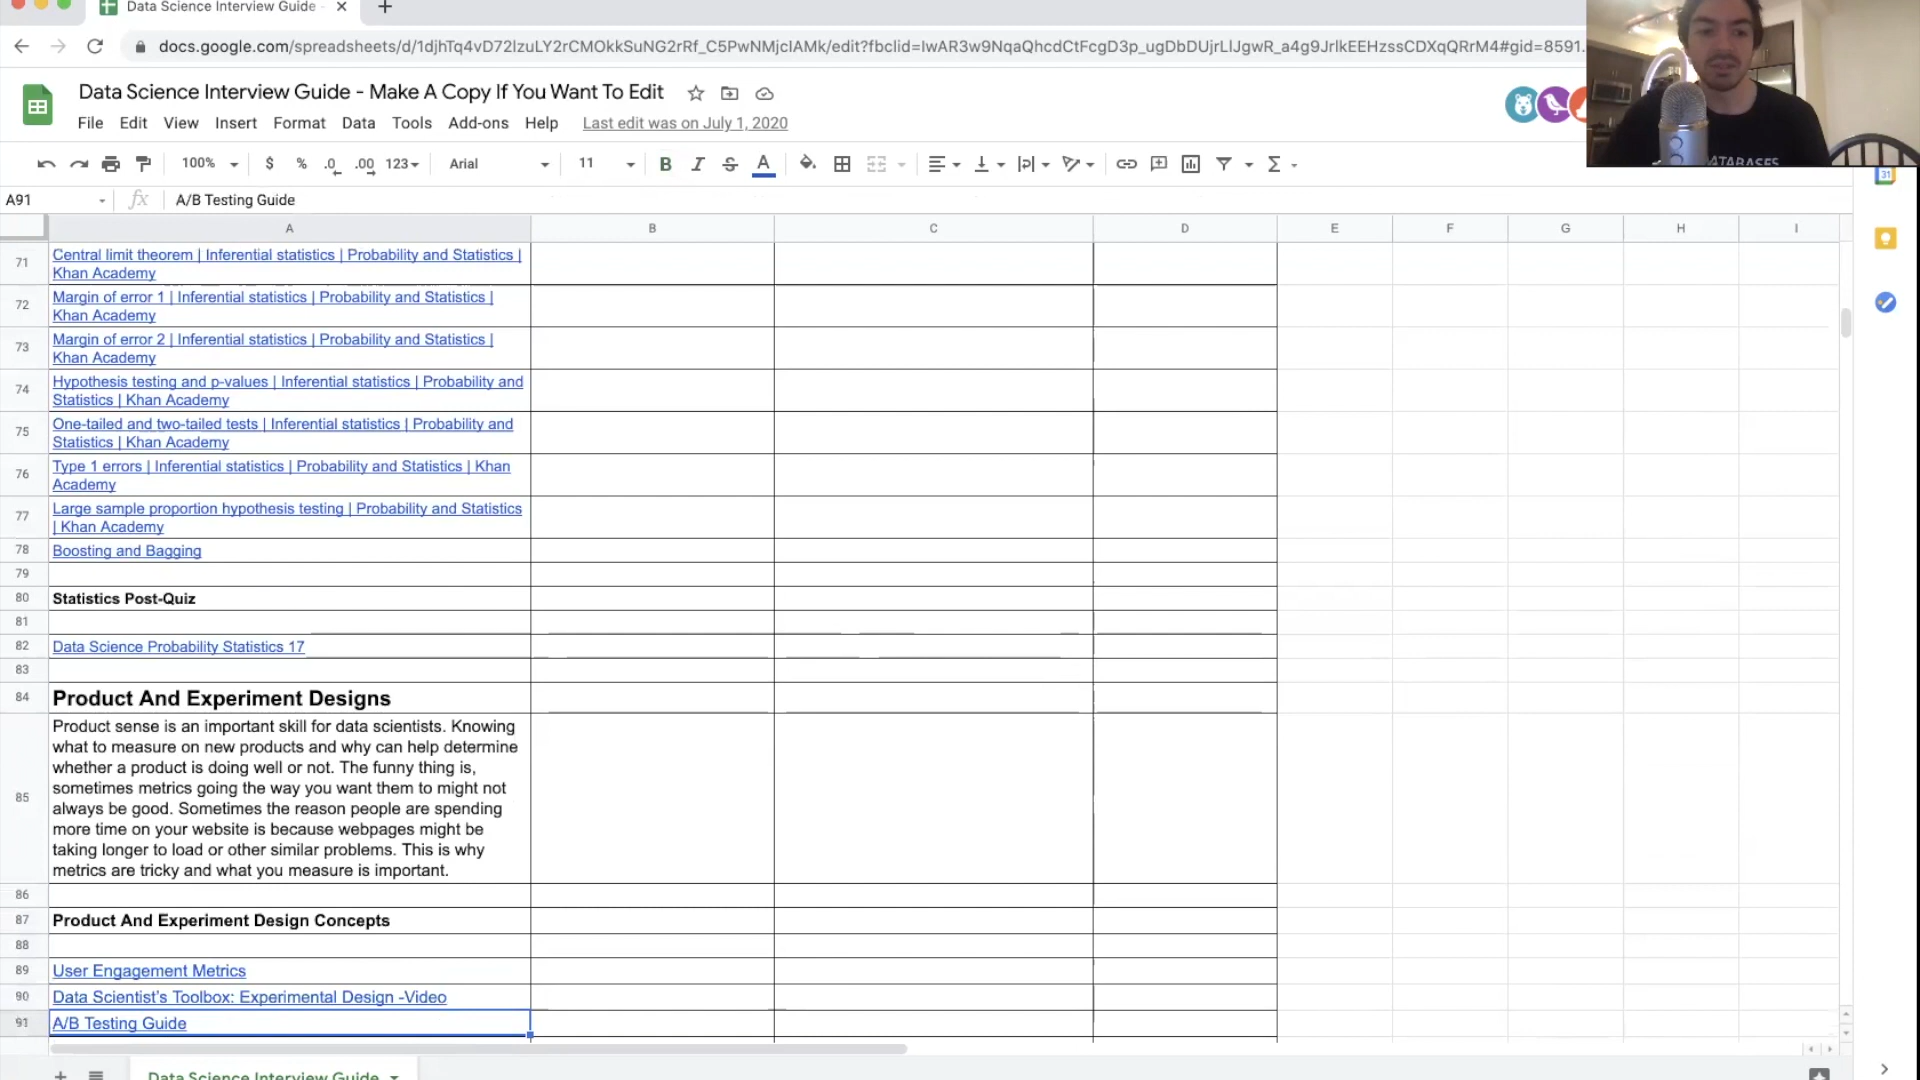 Data Science Interview Guide -
docs.google.com/spreadsheets/d/1djhTq4vD72lzuLY2rCMOkkSuNG2rRf_C5PwNMjcIAMk/edit?fbclid=IwAR3w9NqaQhcdCtFcgD3p_ugDbDUjrLlJgwR_a4g9JrlkEEHzssCDXqQRrM4#gid=8591.
Data Science Interview Guide - Make A Copy If You Want To Edit
File Edit View Insert Format Data Tools Add-ons Help Last edit was on July 1, 2020
100% $ % .0 .00 123 Arial 11 B I S A
ATABASES
31
A91 fx A/B Testing Guide
A B C D E F G H I
71 Central limit theorem | Inferential statistics | Probability and Statistics |
Khan Academy
72 Margin of error 1 | Inferential statistics | Probability and Statistics |
Khan Academy
73 Margin of error 2 | Inferential statistics | Probability and Statistics |
Khan Academy
74 Hypothesis testing and p-values | Inferential statistics | Probability and
Statistics | Khan Academy
75 One-tailed and two-tailed tests | Inferential statistics | Probability and
Statistics | Khan Academy
76 Type 1 errors | Inferential statistics | Probability and Statistics | Khan
Academy
77 Large sample proportion hypothesis testing | Probability and Statistics
| Khan Academy
78 Boosting and Bagging
79
80 Statistics Post-Quiz
81
82 Data Science Probability Statistics 17
83
84 Product And Experiment Designs
Product sense is an important skill for data scientists. Knowing
what to measure on new products and why can help determine
whether a product is doing well or not. The funny thing is,
85 sometimes metrics going the way you want them to might not
always be good. Sometimes the reason people are spending
more time on your website is because webpages might be
taking longer to load or other similar problems. This is why
metrics are tricky and what you measure is important.
86
87 Product And Experiment Design Concepts
88
89 User Engagement Metrics
90 Data Scientist's Toolbox: Experimental Design -Video
91 A/B Testing Guide
Data Science Interview Guide